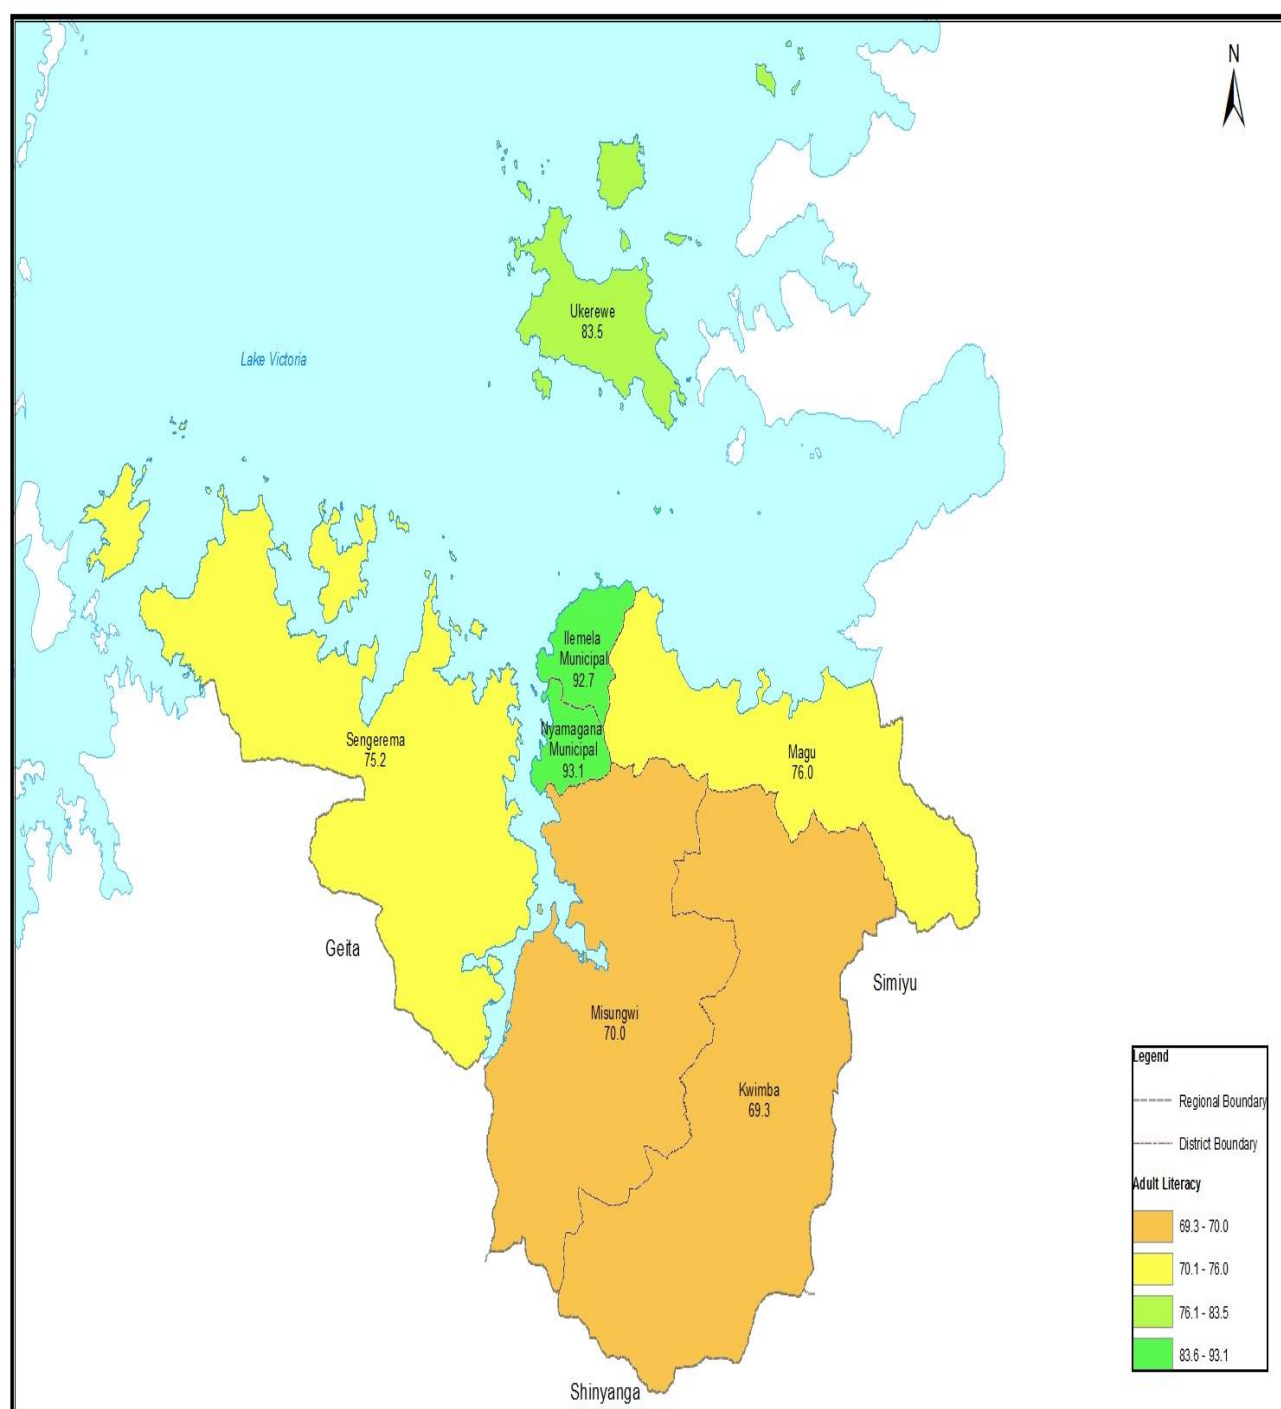 N
Ukerewe
83.5
Lake Victoria
Ilemela
Municipal
92.7
Nyamagana
Municipal
93.1
Sengerema
75.2
Magu
76.0
Geita
Simiyu
Misungwi
70.0
Kwimba
69.3
Shinyanga
Legend
Regional Boundary
District Boundary
Adult Literacy
69.3 - 70.0
70.1 - 76.0
76.1 - 83.5
83.6 - 93.1